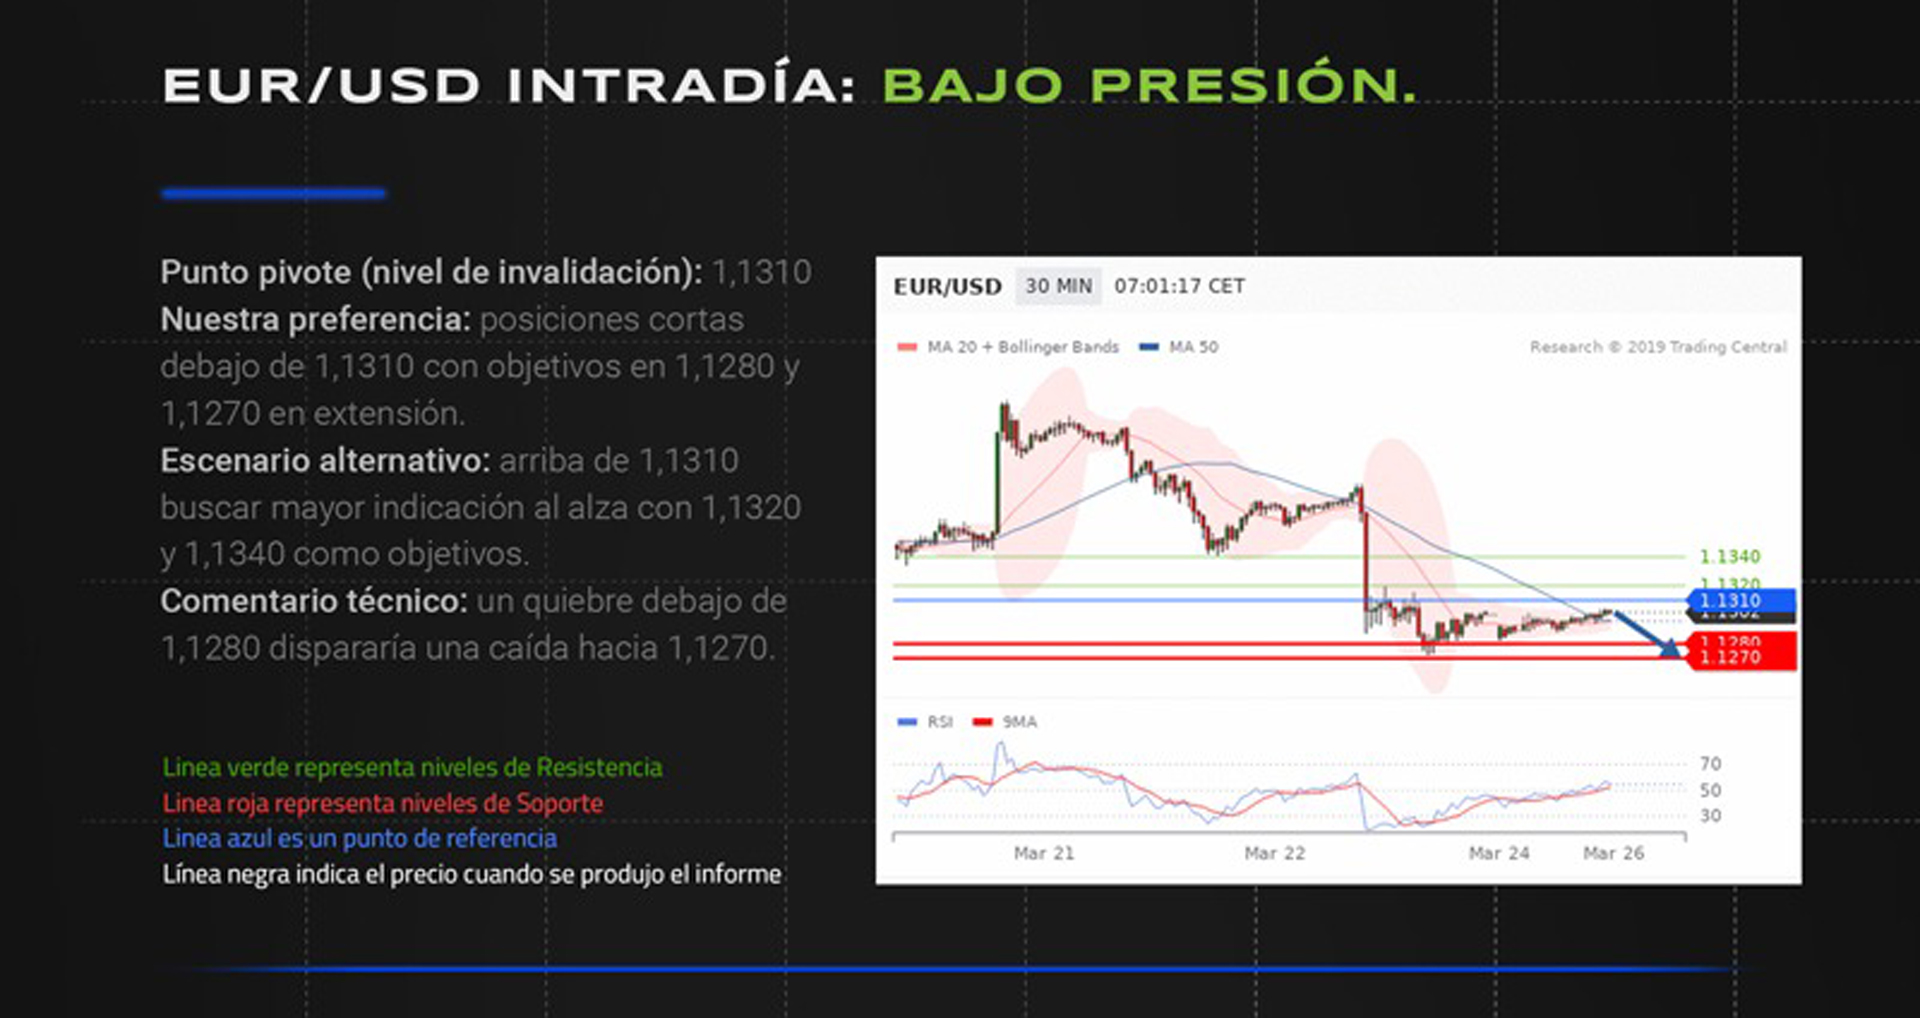 EUR/USD INTRADÍA: BAJO PRESIÓN.
Punto pivote (nivel de invalidación): 1,1310
Nuestra preferencia: posiciones cortas
debajo de 1,1310 con objetivos en 1,1280 y
1,1270 en extensión.
Escenario alternativo: arriba de 1,1310
buscar mayor indicación al alza con 1,1320
y 1,1340 como objetivos.
Comentario técnico: un quiebre debajo de
1,1280 dispararía una caída hacia 1,1270.
Linea verde representa niveles de Resistencia
Linea roja representa niveles de Soporte
Linea azul es un punto de referencia
Línea negra indica el precio cuando se produjo el informe
EUR/USD 30 MIN 07:01:17 CET
MA 20 + Bollinger Bands MA 50
Research © 2019 Trading Central
1.1340
1.1320
1.1310
1.1302
1.1280
1.1270
RSI 9MA
70
50
30
Mar 21 Mar 22 Mar 24 Mar 26